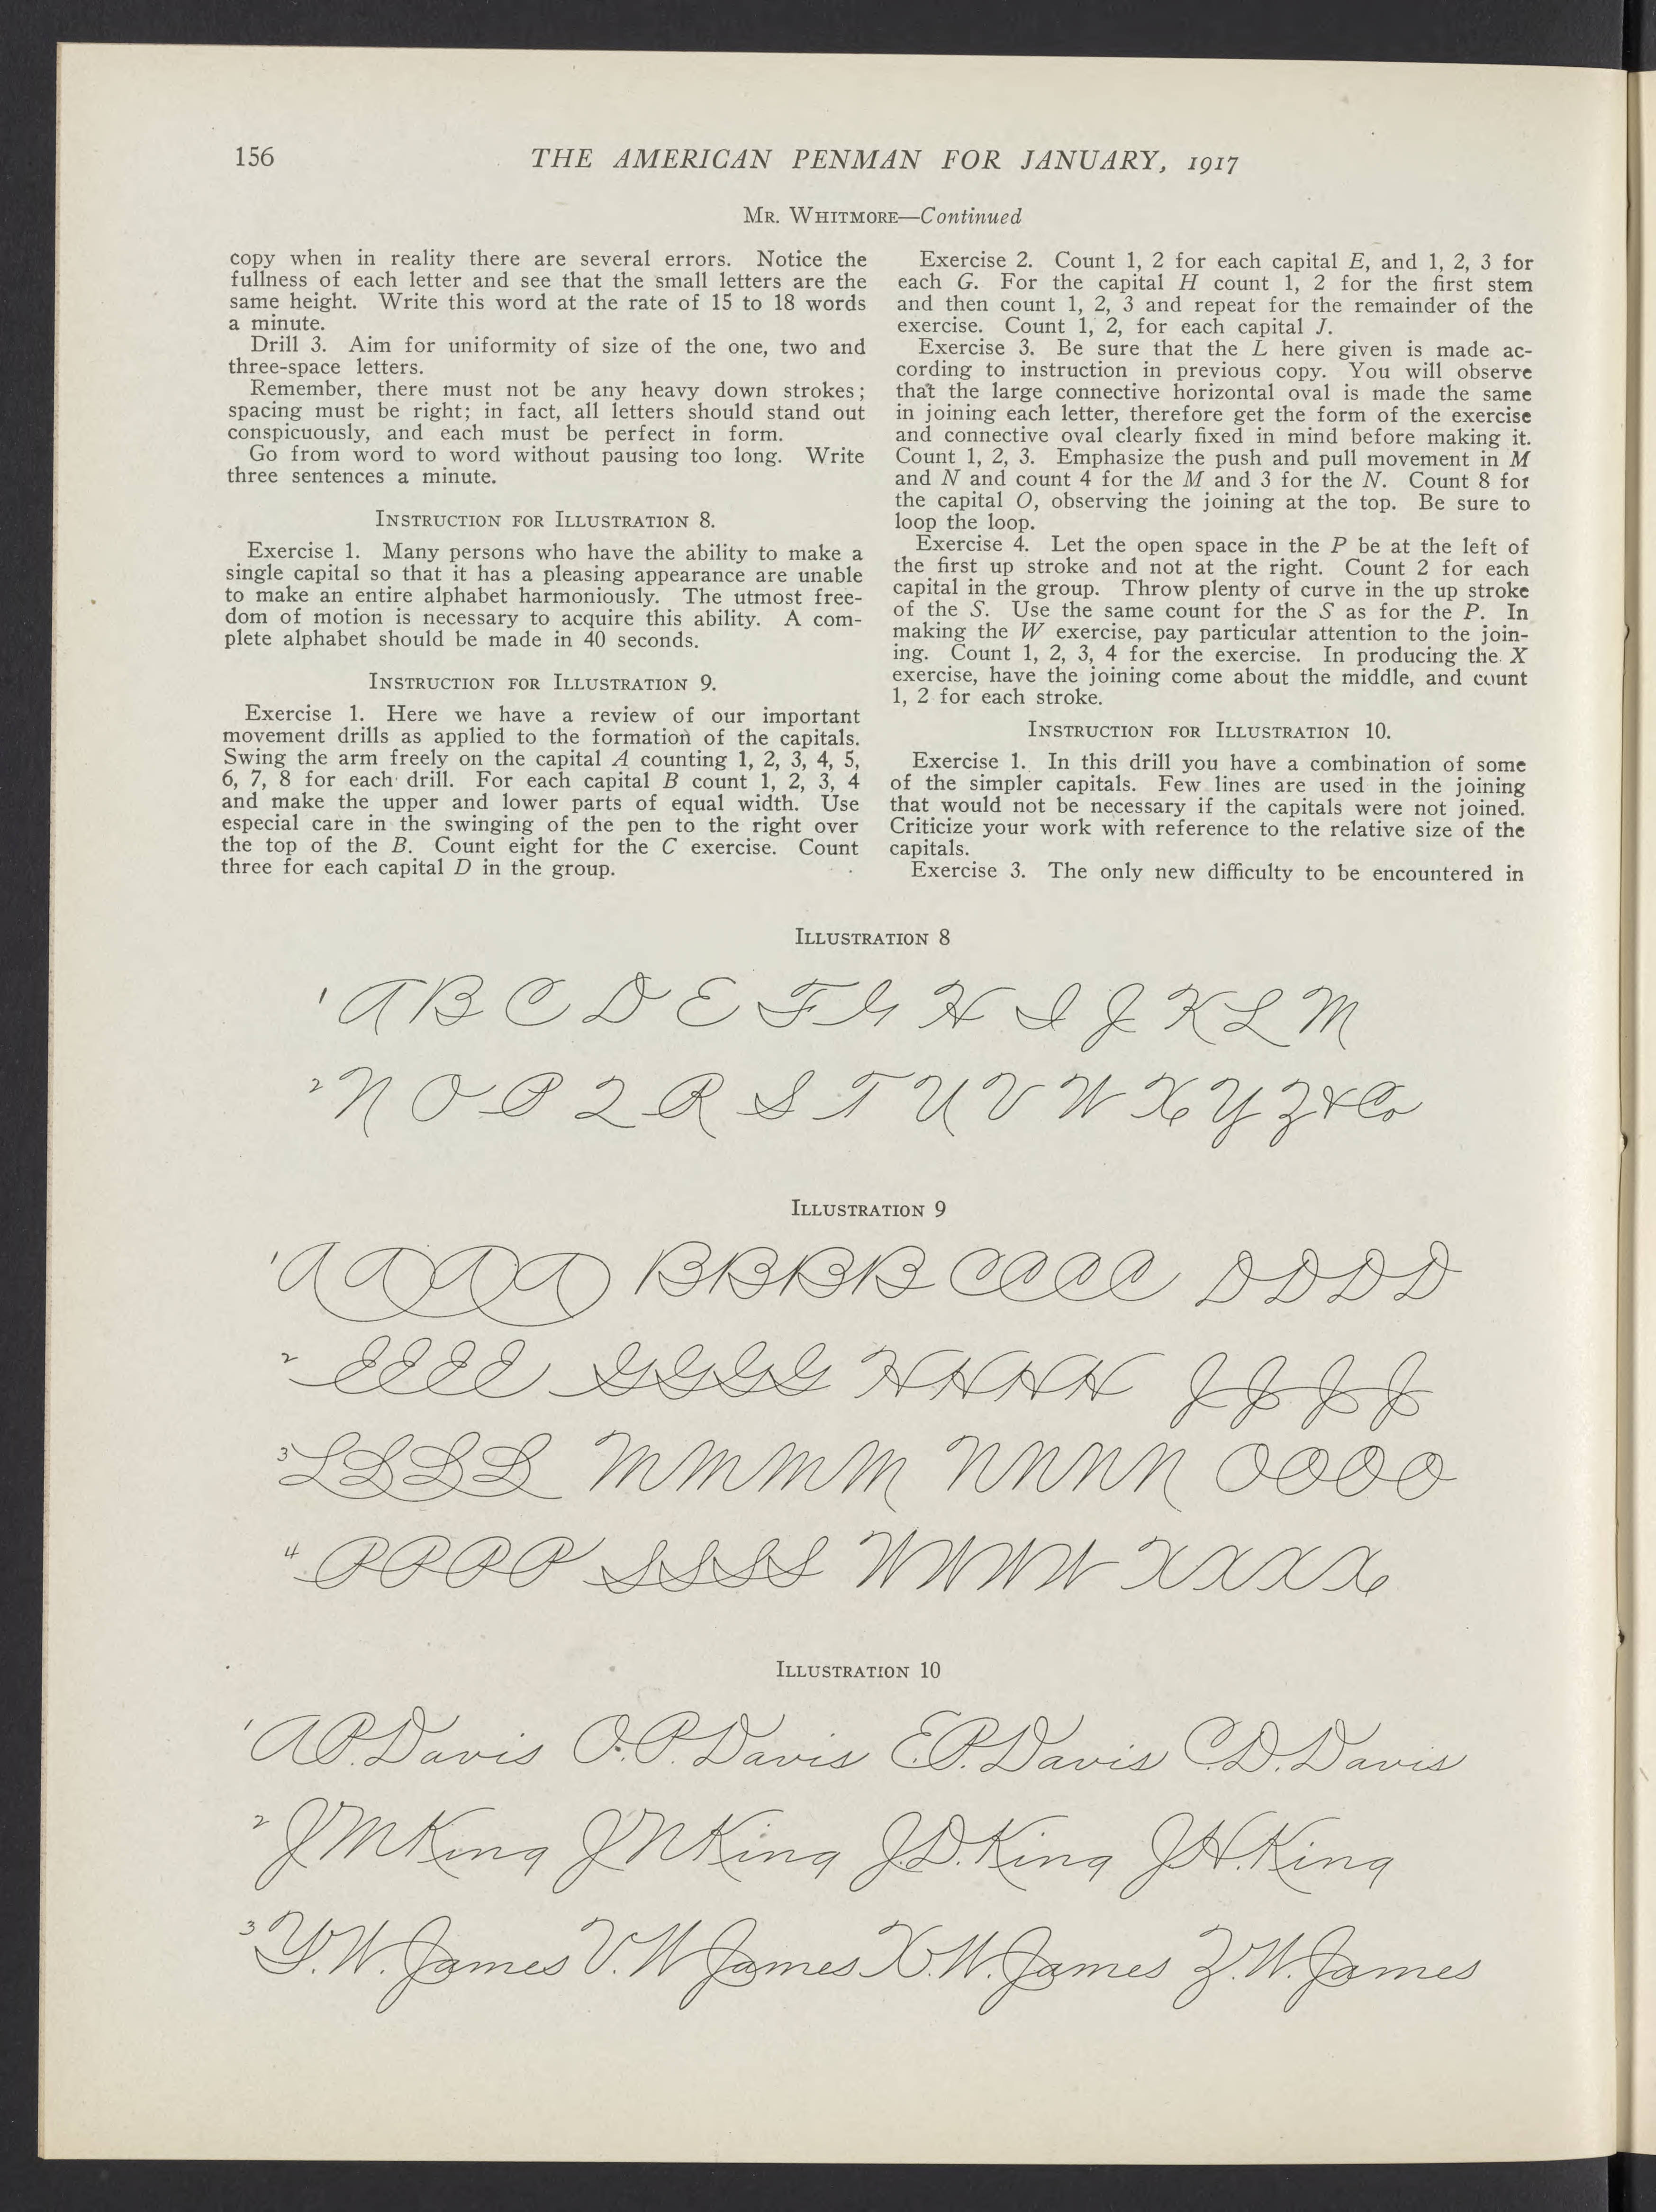 156
THE AMERICAN PENMAN FOR JANUARY, 1917
MR. WHITMORE—Continued
copy when in reality there are several errors. Notice the
fullness of each letter and see that the small letters are the
same height. Write this word at the rate of 15 to 18 words
a minute.
Drill 3. Aim for uniformity of size of the one, two and
three-space letters.
Remember, there must not be any heavy down strokes;
spacing must be right; in fact, all letters should stand out
conspicuously, and each must be perfect in form.
Go from word to word without pausing too long. Write
three sentences a minute.
INSTRUCTION FOR ILLUSTRATION 8.
Exercise 1. Many persons who have the ability to make a
single capital so that it has a pleasing appearance are unable
to make an entire alphabet harmoniously. The utmost free-
dom of motion is necessary to acquire this ability. A com-
plete alphabet should be made in 40 seconds.
INSTRUCTION FOR ILLUSTRATION 9.
Exercise 1. Here we have a review of our important
movement drills as applied to the formation of the capitals.
Swing the arm freely on the capital A counting 1, 2, 3, 4, 5,
6, 7, 8 for each drill. For each capital B count 1, 2, 3, 4
and make the upper and lower parts of equal width. Use
especial care in the swinging of the pen to the right over
the top of the B. Count eight for the C exercise. Count
three for each capital D in the group.
Exercise 2. Count 1, 2 for each capital E, and 1, 2, 3 for
each G. For the capital H count 1, 2 for the first stem
and then count 1, 2, 3 and repeat for the remainder of the
exercise. Count 1, 2, for each capital J.
Exercise 3. Be sure that the L here given is made ac-
cording to instruction in previous copy. You will observe
that the large connective horizontal oval is made the same
in joining each letter, therefore get the form of the exercise
and connective oval clearly fixed in mind before making it.
Count 1, 2, 3. Emphasize the push and pull movement in M
and N and count 4 for the M and 3 for the N. Count 8 for
the capital O, observing the joining at the top. Be sure to
loop the loop.
Exercise 4. Let the open space in the P be at the left of
the first up stroke and not at the right. Count 2 for each
capital in the group. Throw plenty of curve in the up stroke
of the S. Use the same count for the S as for the P. In
making the W exercise, pay particular attention to the join-
ing. Count 1, 2, 3, 4 for the exercise. In producing the X
exercise, have the joining come about the middle, and count
1, 2 for each stroke.
INSTRUCTION FOR ILLUSTRATION 10.
Exercise 1. In this drill you have a combination of some
of the simpler capitals. Few lines are used in the joining
that would not be necessary if the capitals were not joined.
Criticize your work with reference to the relative size of the
capitals.
Exercise 3. The only new difficulty to be encountered in
ILLUSTRATION 8
1 A B C D E F G H I J K L M
2 N O P Q R S T U V W X Y Z & Co
ILLUSTRATION 9
1 AAAA BBBB CCCC DDDD
2 EEEE GGGG HHHH JJJJ
3 LLLL MMMM NNNN OOOO
4 PPPP SSSS WWWW XXXX
ILLUSTRATION 10
1 A.P. Davis O.P. Davis E.P. Davis C.D. Davis
2 J M King J N King J.D. King J H. King
3 Y.W. James V.W James X.W. James Z.W. James